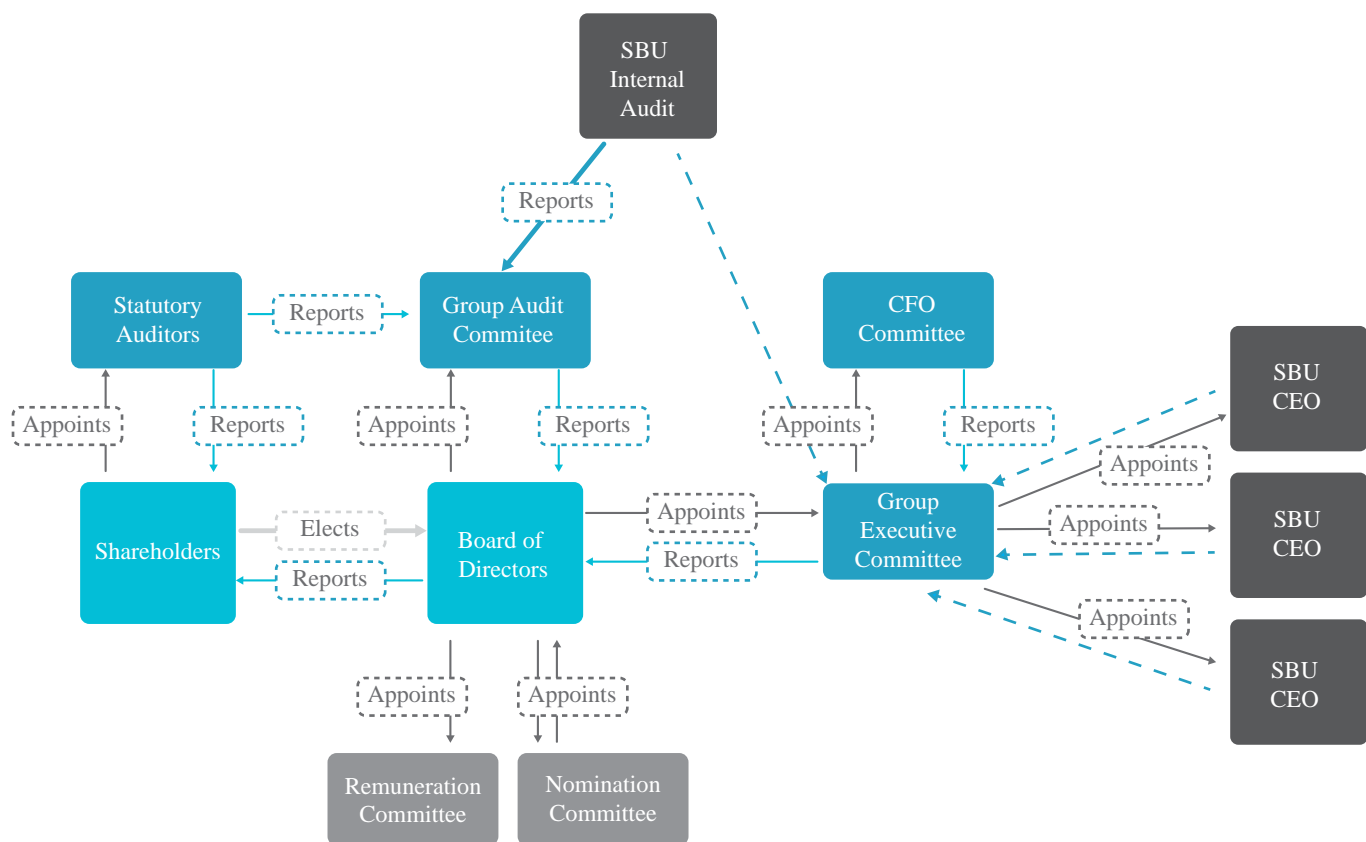 SBU
Internal
Audit
Reports
Statutory
Auditors
Reports
Group Audit
Commitee
CFO
Committee
SBU
CEO
Appoints
Reports
Appoints
Reports
Appoints
Reports
Appoints
Shareholders
Elects
Reports
Board of
Directors
Appoints
Reports
Group
Executive
Committee
Appoints
SBU
CEO
Appoints
Appoints
Appoints
SBU
CEO
Remuneration
Committee
Nomination
Committee